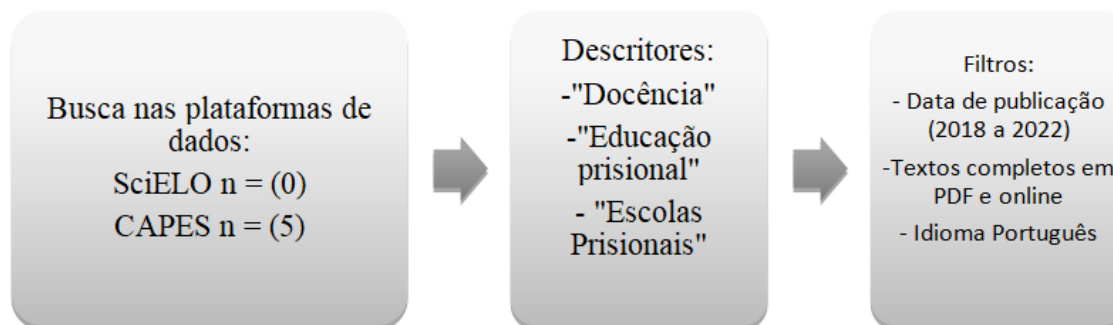 Busca nas plataformas de
dados:
SciELO n = (0)
CAPES n = (5)
Descritores:
-"Docência"
-"Educação
prisional"
- "Escolas
Prisionais"
Filtros:
- Data de publicação
(2018 a 2022)
-Textos completos em
PDF e online
- Idioma Português